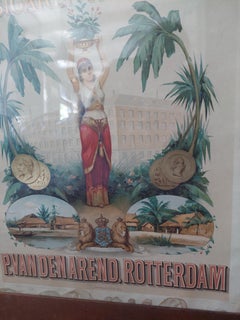 P.VAN DEN AREND, ROTTERDAM